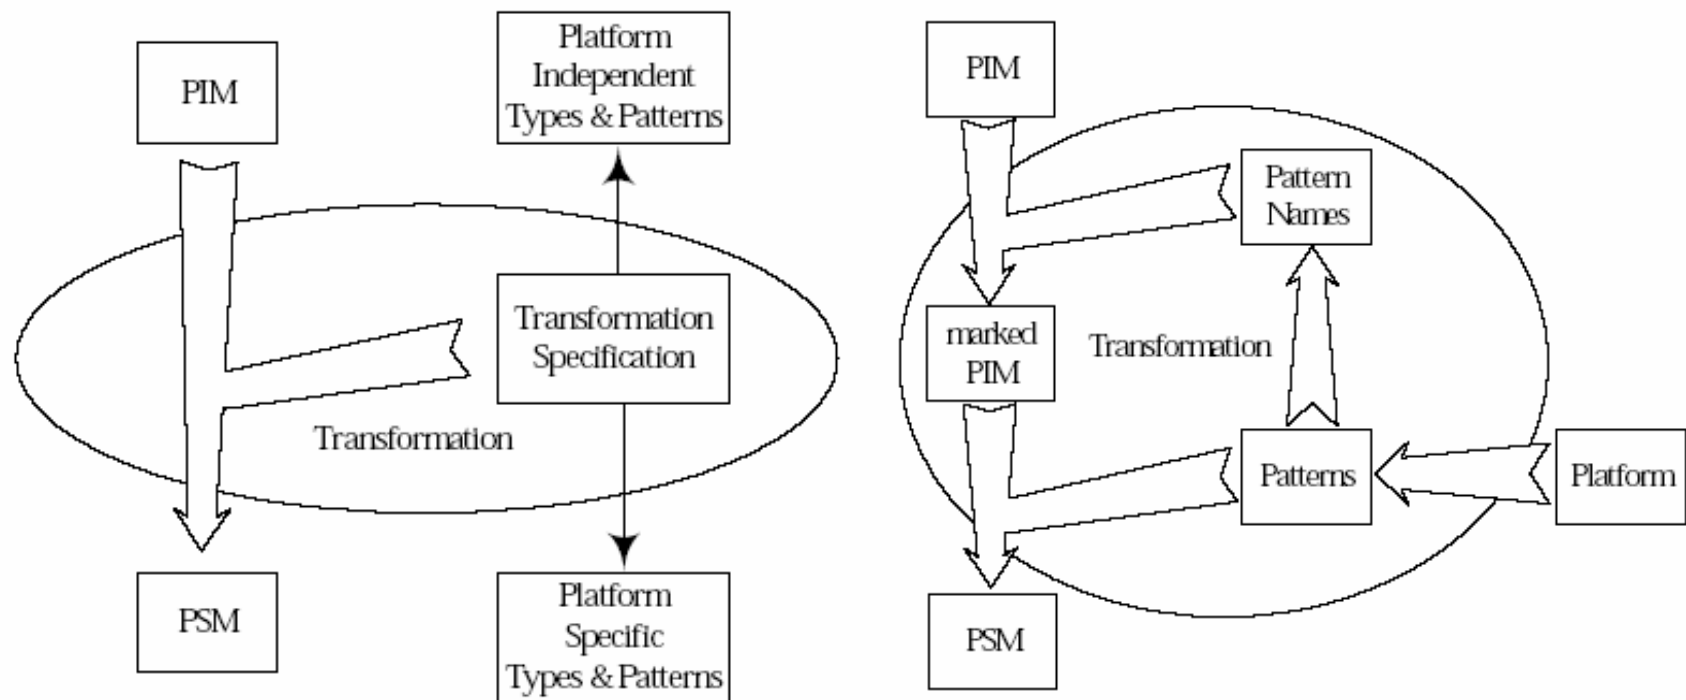 PIM
Platform
Independent
Types & Patterns
Transformation
Specification
Transformation
PSM
Platform
Specific
Types & Patterns
PIM
Pattern
Names
marked
PIM
Transformation
Patterns
Platform
PSM